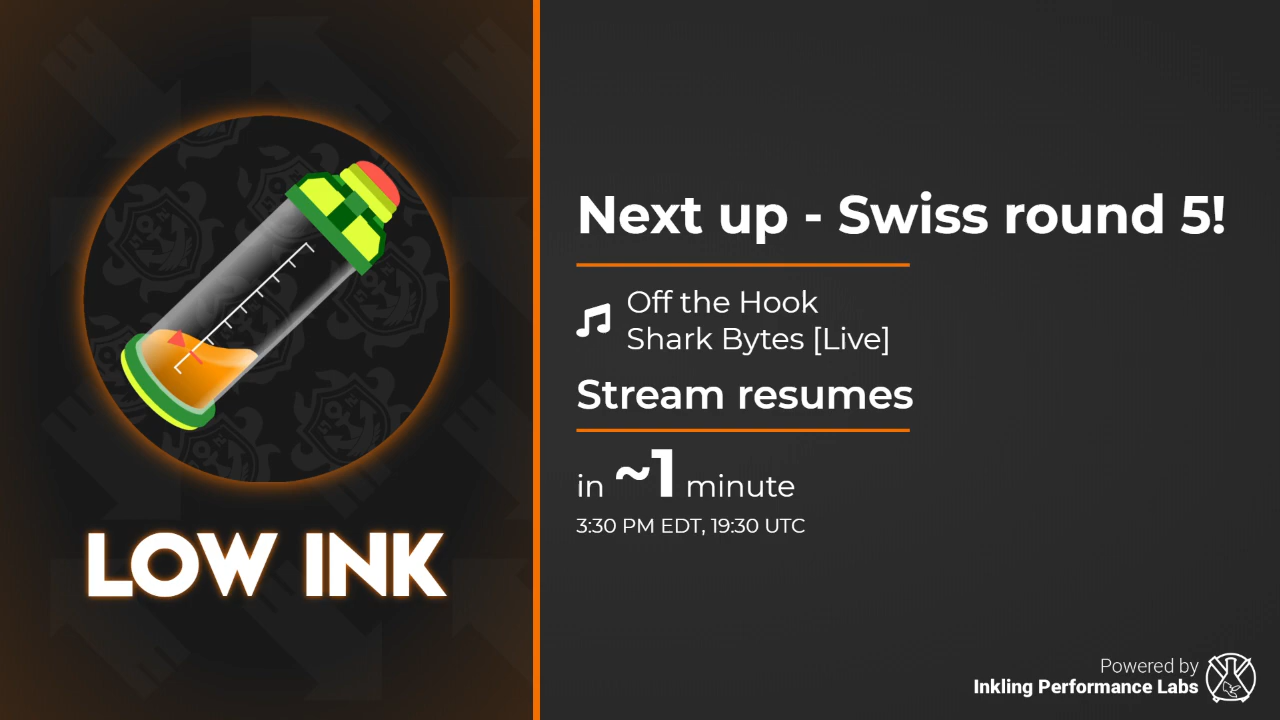 LOW INK
Next up - Swiss round 5!
Off the Hook
Shark Bytes [Live]
Stream resumes
in ~1 minute
3:30 PM EDT, 19:30 UTC
Powered by
Inkling Performance Labs